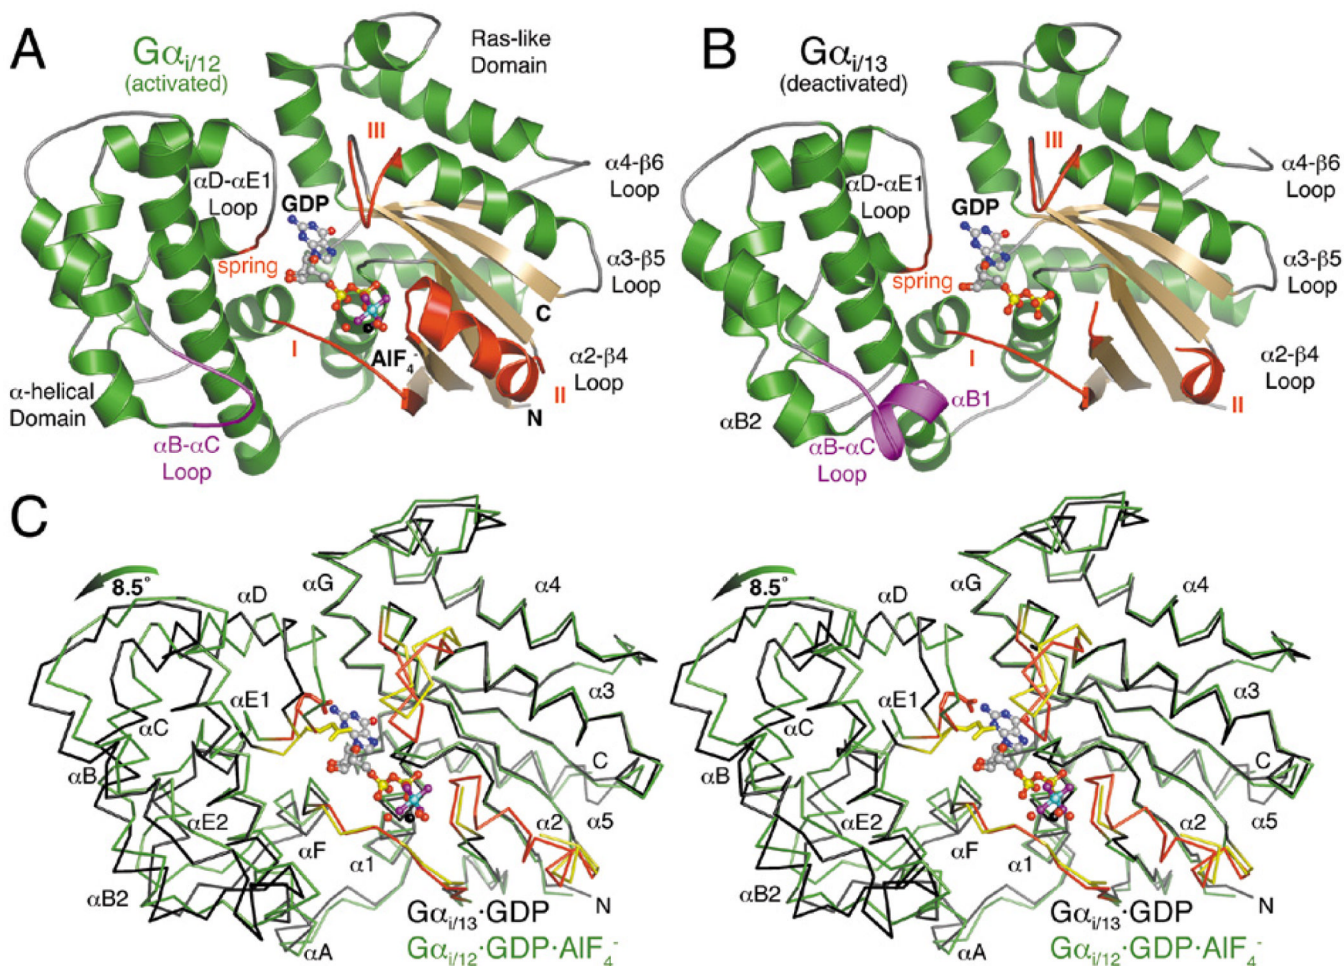 A
Gαi/12
(activated)
Ras-like
Domain
III
αD-αE1
Loop
GDP
α4-β6
Loop
spring
α3-β5
Loop
C
I
AlF4-
α2-β4
Loop
II
α-helical
Domain
N
αB-αC
Loop
B
Gαi/13
(deactivated)
III
αD-αE1
Loop
GDP
α4-β6
Loop
spring
α3-β5
Loop
I
α2-β4
Loop
αB1
II
αB2
αB-αC
Loop
C
8.5°
αG
α4
αD
αE1
α3
αC
αB
C
αE2
α2
α5
αF
α1
αB2
N
Gαi/13·GDP
αA
Gαi/12·GDP·AlF4-
8.5°
αG
α4
αD
αE1
α3
αC
αB
C
αE2
α2
α5
αF
α1
αB2
N
Gαi/13·GDP
αA
Gαi/12·GDP·AlF4-